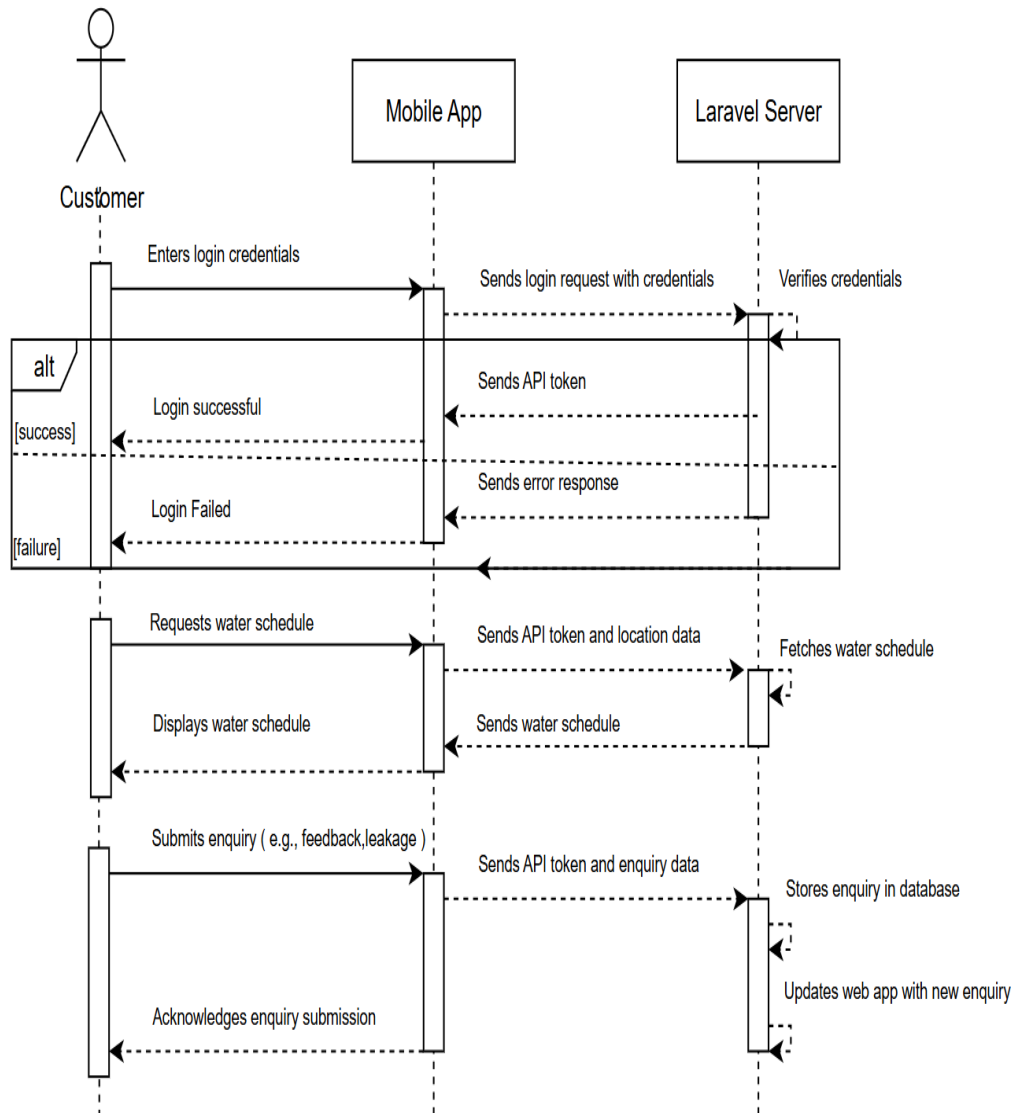 Mobile App
Laravel Server
Customer
Enters login credentials
Sends login request with credentials
Verifies credentials
alt
Sends API token
Login successful
[success]
Sends error response
Login Failed
[failure]
Requests water schedule
Sends API token and location data
Fetches water schedule
Displays water schedule
Sends water schedule
Submits enquiry ( e.g., feedback,leakage )
Sends API token and enquiry data
Stores enquiry in database
Updates web app with new enquiry
Acknowledges enquiry submission